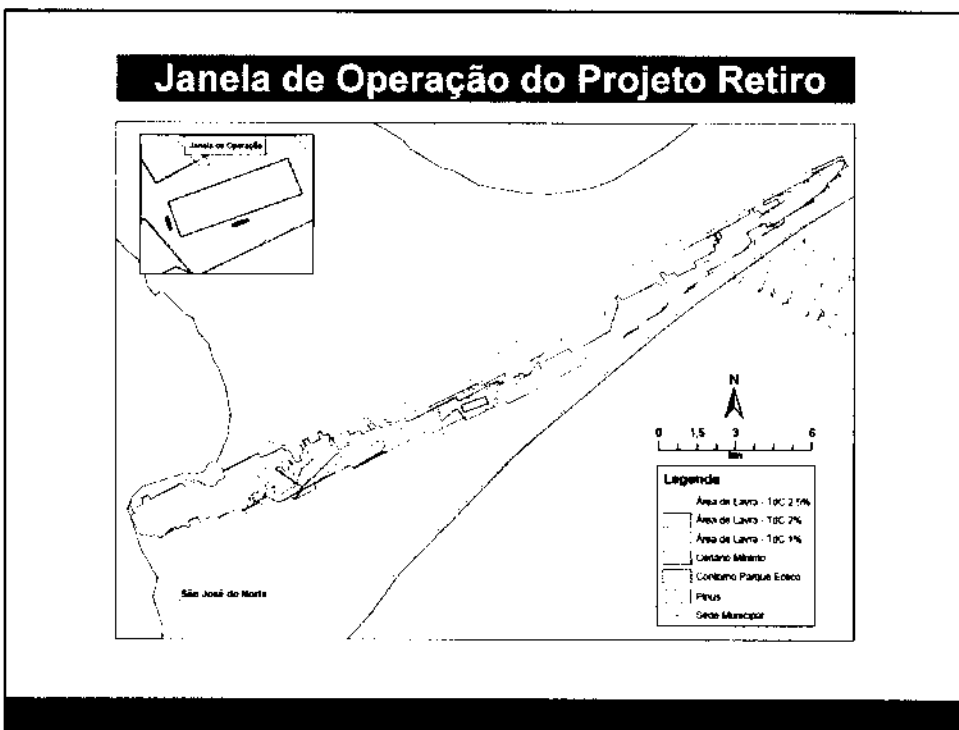 Janela de Operação do Projeto Retiro
Janela de Operação
N
0 1,5 3 6
km
Legenda
Área de Lavra - TdC 2.5%
Área de Lavra - TdC 2%
Área de Lavra - TdC 1%
Cenário Mínimo
Contorno Parque Eólico
Pinus
Sede Municipal
São José do Norte